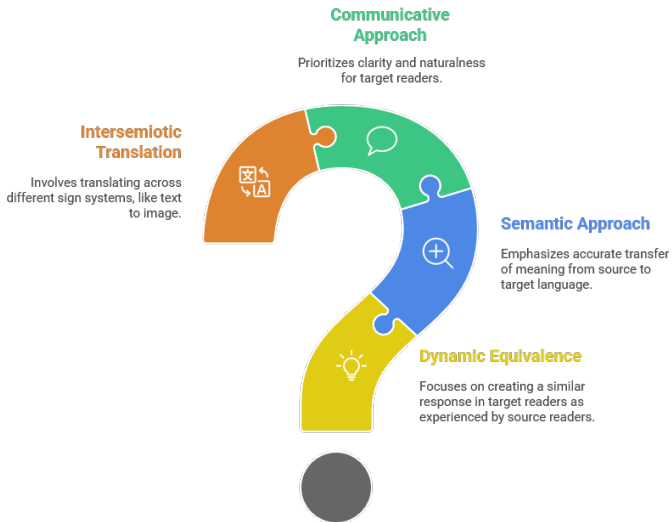 Communicative
Approach
Prioritizes clarity and naturalness
for target readers.
Intersemiotic
Translation
Involves translating across
different sign systems, like text
to image.
文
A
Semantic Approach
Emphasizes accurate transfer
of meaning from source to
target language.
Dynamic Equivalence
Focuses on creating a similar
response in target readers as
experienced by source readers.